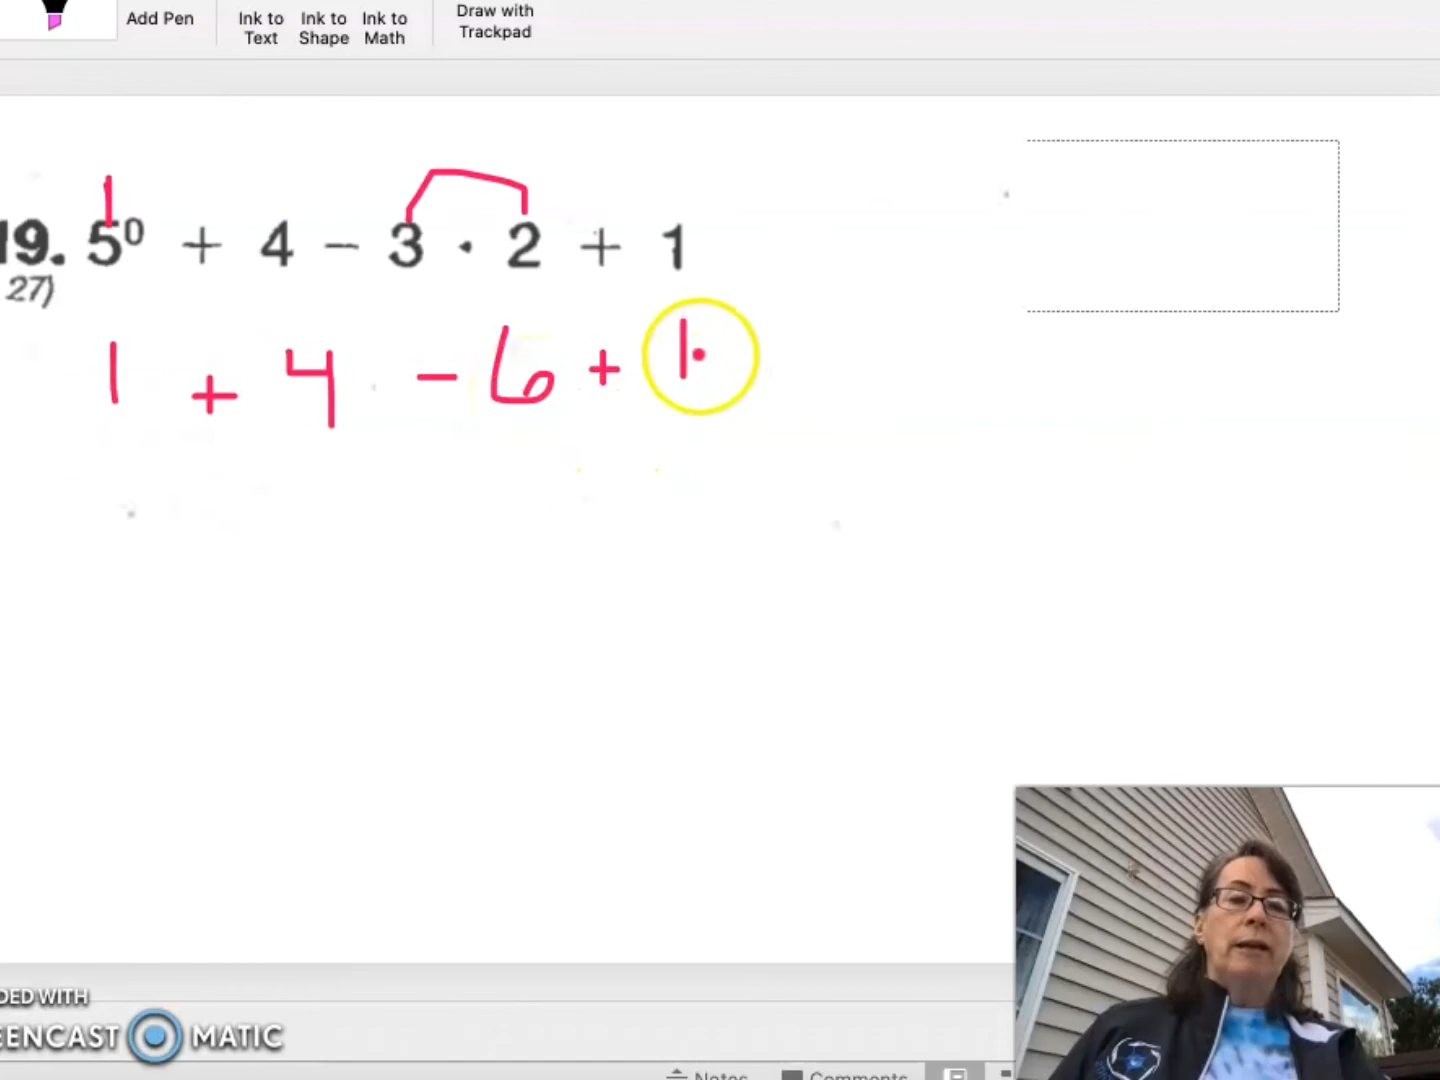 Add Pen
Ink to Text
Ink to Shape
Ink to Math
Draw with Trackpad
19. 5⁰ + 4 − 3 · 2 + 1
27)
1
1 + 4 − 6 + 1
DED WITH
EENCAST MATIC
Notes
Comments